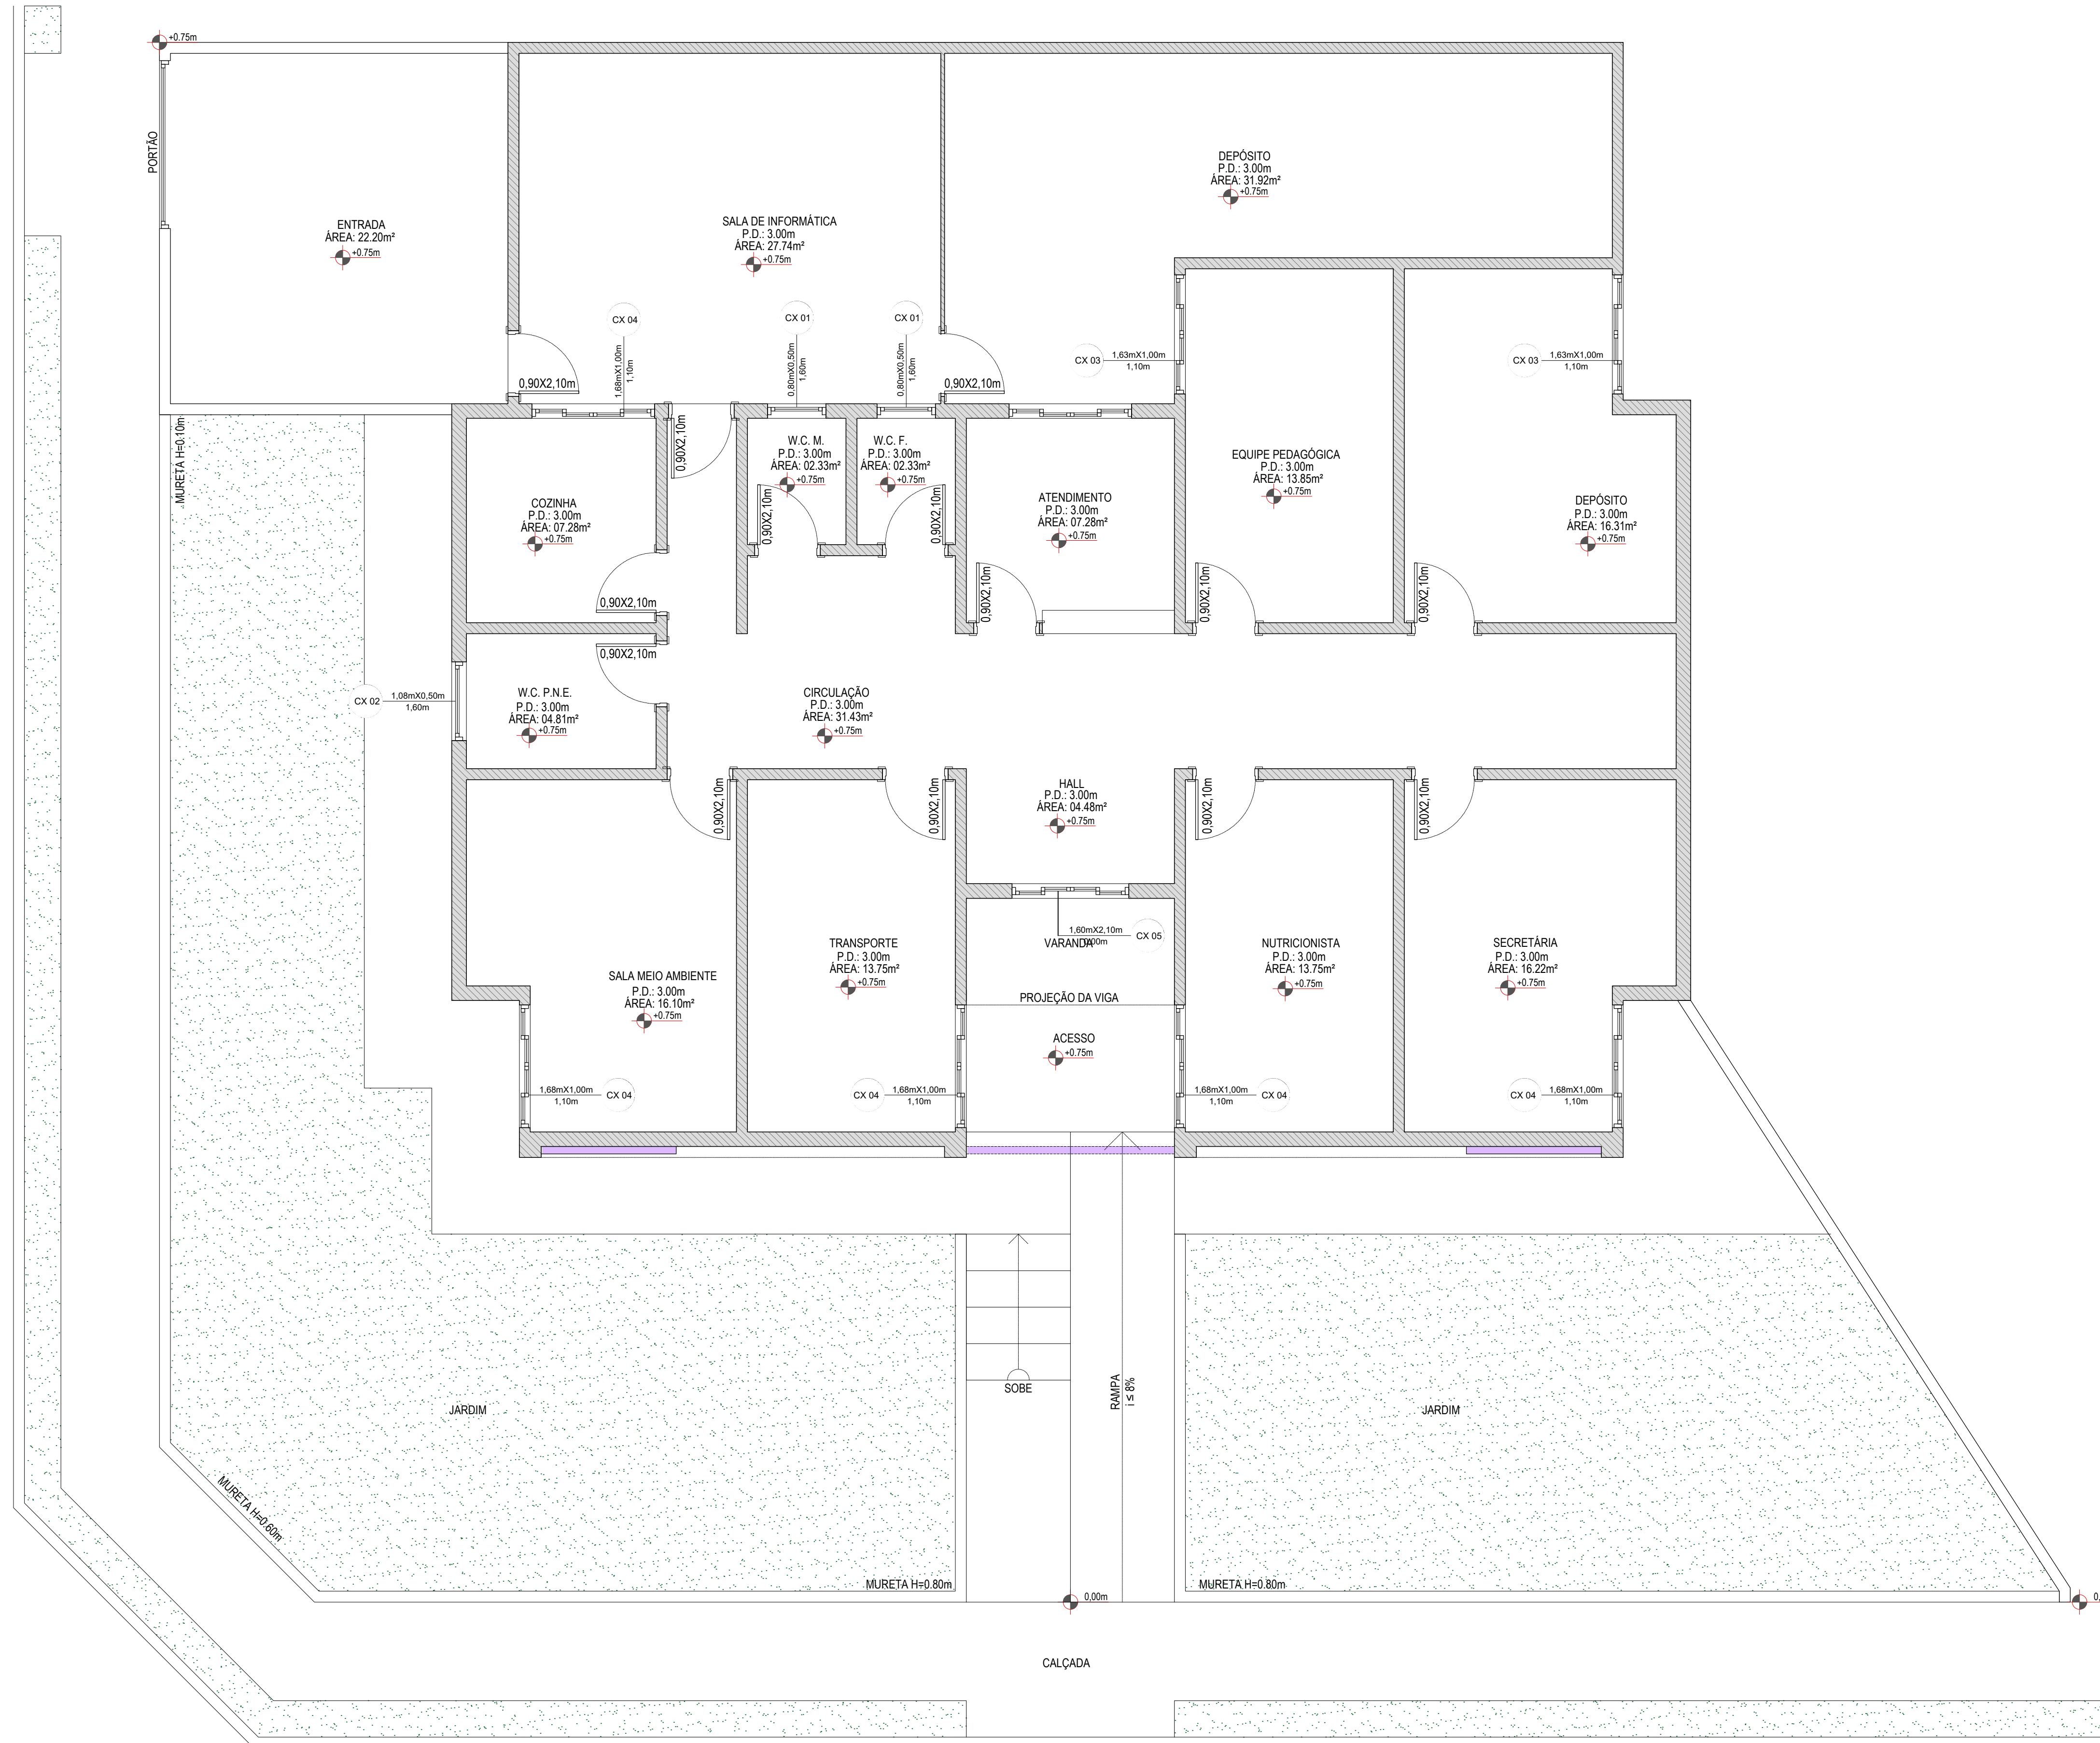 +0.75m
PORTÃO
ENTRADA
ÁREA: 22.20m²
+0.75m
SALA DE INFORMÁTICA
P.D.: 3.00m
ÁREA: 27.74m²
+0.75m
DEPÓSITO
P.D.: 3.00m
ÁREA: 31.92m²
+0.75m
CX 04
1,68mX1,00m
1,10m
CX 01
0,80mX0,50m
1,60m
CX 01
0,80mX0,50m
1,60m
CX 03
1,63mX1,00m
1,10m
CX 03
1,63mX1,00m
1,10m
0,90X2,10m
0,90X2,10m
MURETA H=0.10m
0,90X2,10m
W.C. M.
P.D.: 3.00m
ÁREA: 02.33m²
+0.75m
0,90X2,10m
W.C. F.
P.D.: 3.00m
ÁREA: 02.33m²
+0.75m
0,90X2,10m
COZINHA
P.D.: 3.00m
ÁREA: 07.28m²
+0.75m
0,90X2,10m
ATENDIMENTO
P.D.: 3.00m
ÁREA: 07.28m²
+0.75m
0,90X2,10m
EQUIPE PEDAGÓGICA
P.D.: 3.00m
ÁREA: 13.85m²
+0.75m
0,90X2,10m
DEPÓSITO
P.D.: 3.00m
ÁREA: 16.31m²
+0.75m
0,90X2,10m
0,90X2,10m
CX 02
1,08mX0,50m
1,60m
W.C. P.N.E.
P.D.: 3.00m
ÁREA: 04.81m²
+0.75m
CIRCULAÇÃO
P.D.: 3.00m
ÁREA: 31.43m²
+0.75m
HALL
P.D.: 3.00m
ÁREA: 04.48m²
+0.75m
0,90X2,10m
0,90X2,10m
0,90X2,10m
0,90X2,10m
1,60mX2,10m
0,00m
CX 05
VARANDA
SALA MEIO AMBIENTE
P.D.: 3.00m
ÁREA: 16.10m²
+0.75m
TRANSPORTE
P.D.: 3.00m
ÁREA: 13.75m²
+0.75m
NUTRICIONISTA
P.D.: 3.00m
ÁREA: 13.75m²
+0.75m
SECRETÁRIA
P.D.: 3.00m
ÁREA: 16.22m²
+0.75m
PROJEÇÃO DA VIGA
ACESSO
+0.75m
1,68mX1,00m
1,10m
CX 04
CX 04
1,68mX1,00m
1,10m
1,68mX1,00m
1,10m
CX 04
CX 04
1,68mX1,00m
1,10m
SOBE
RAMPA
i ≤ 8%
JARDIM
JARDIM
MURETA H=0.60m
MURETA H=0.80m
MURETA H=0.80m
0,00m
0,
CALÇADA